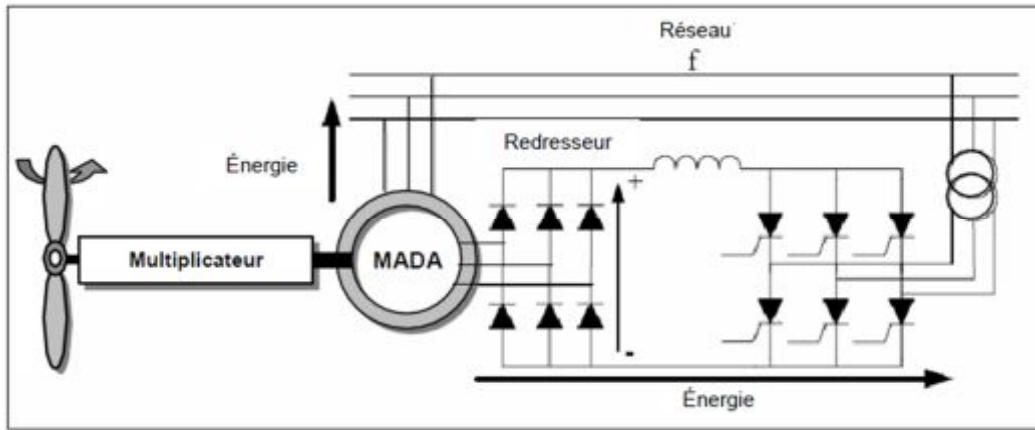 Réseau
f
Redresseur
Énergie
+
Multiplicateur
MADA
-
Énergie